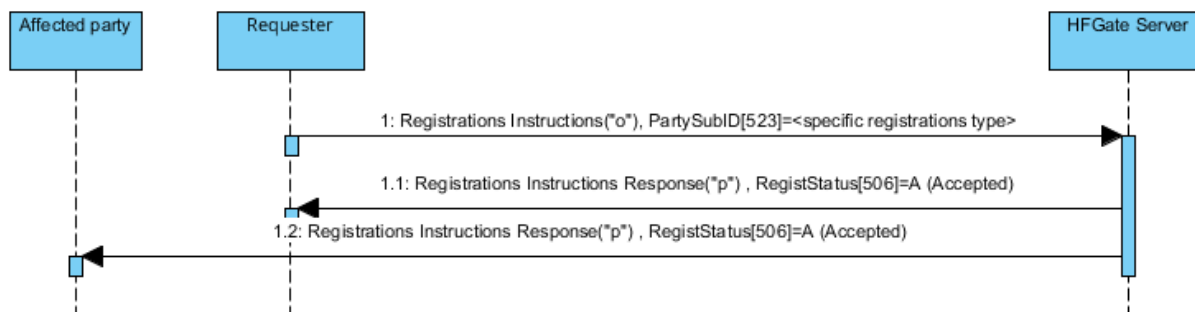 Affected party
Requester
HFGate Server
1: Registrations Instructions("o"), PartySubID[523]=<specific registrations type>
1.1: Registrations Instructions Response("p") , RegistStatus[506]=A (Accepted)
1.2: Registrations Instructions Response("p") , RegistStatus[506]=A (Accepted)